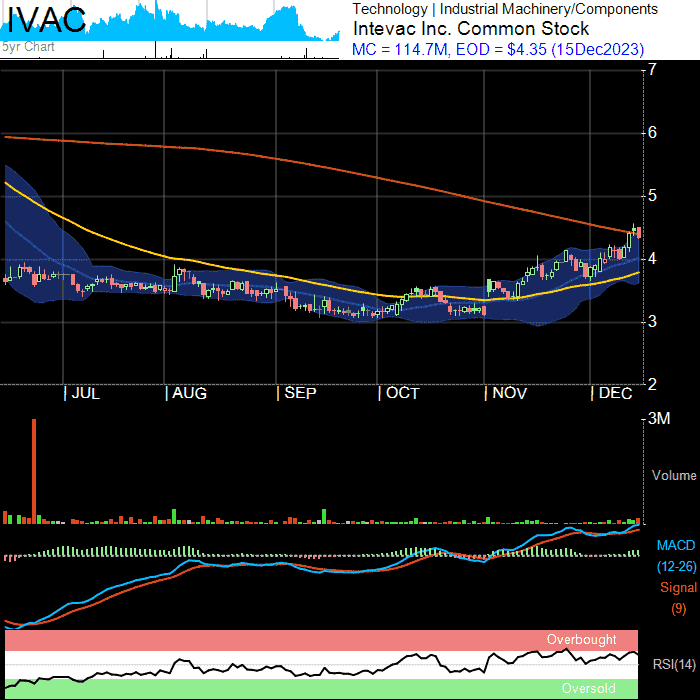 IVAC
5yr Chart
Technology | Industrial Machinery/Components
Intevac Inc. Common Stock
MC = 114.7M, EOD = $4.35 (15Dec2023)
7
6
5
4
3
2
| JUL | AUG | SEP | OCT | NOV | DEC
3M
Volume
MACD
(12-26)
Signal
(9)
Overbought
RSI(14)
Oversold